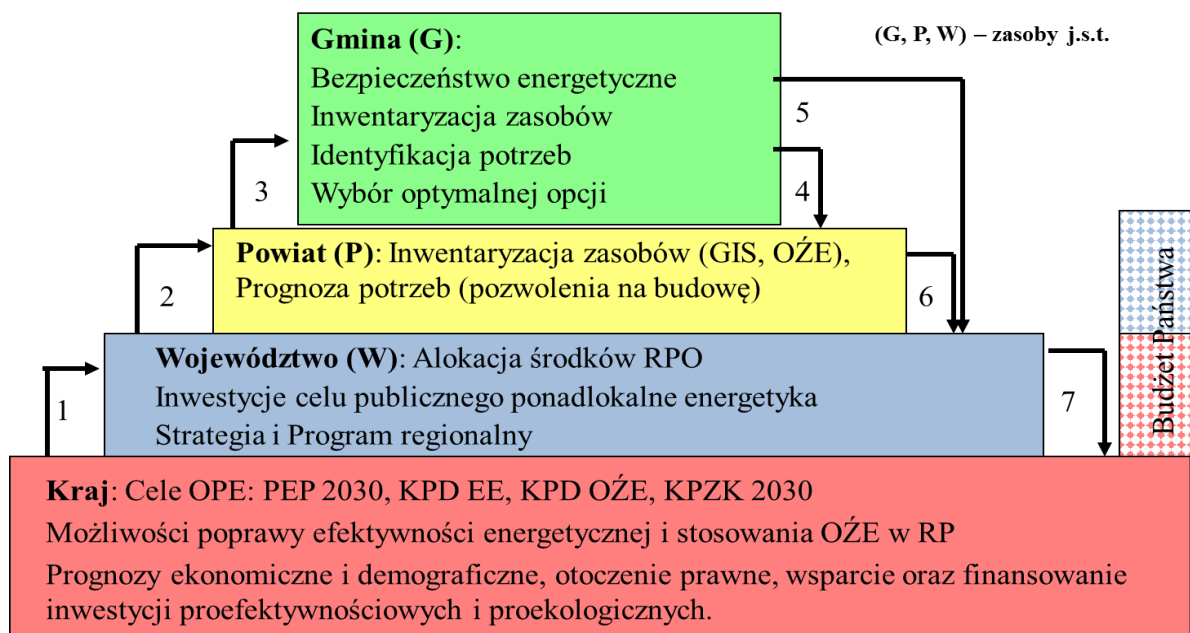 Gmina (G):
(G, P, W) – zasoby j.s.t.
Bezpieczeństwo energetyczne
Inwentaryzacja zasobów
Identyfikacja potrzeb
Wybór optymalnej opcji
5
3
4
Powiat (P): Inwentaryzacja zasobów (GIS, OŹE),
Prognoza potrzeb (pozwolenia na budowę)
2
6
Województwo (W): Alokacja środków RPO
Inwestycje celu publicznego ponadlokalne energetyka
Strategia i Program regionalny
1
7
Budżet Państwa
Kraj: Cele OPE: PEP 2030, KPD EE, KPD OŹE, KPZK 2030
Możliwości poprawy efektywności energetycznej i stosowania OŹE w RP
Prognozy ekonomiczne i demograficzne, otoczenie prawne, wsparcie oraz finansowanie
inwestycji proefektywnościowych i proekologicznych.